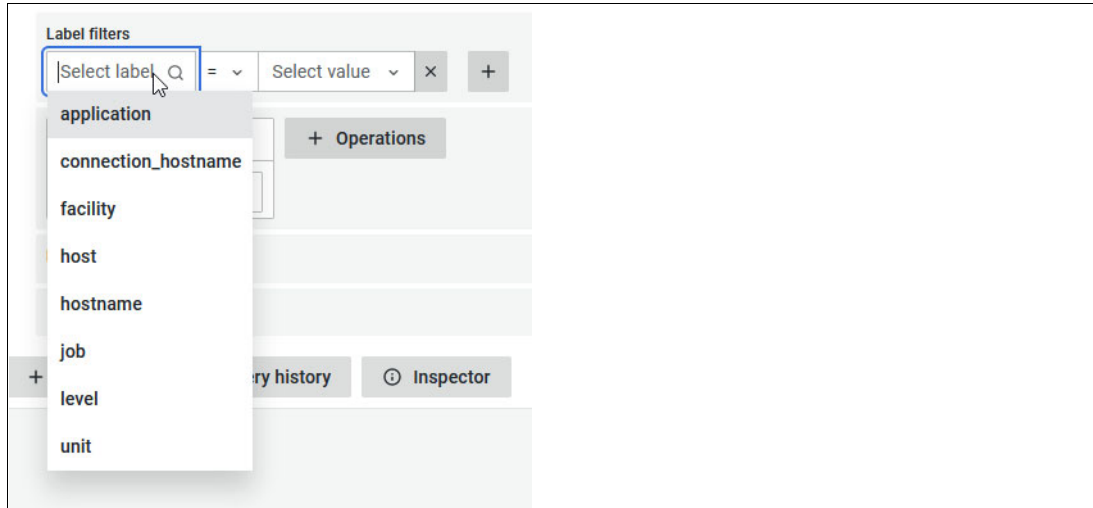 Label filters
Select label = Select value × +
application
+ Operations
connection_hostname
facility
host
hostname
job
+ ry history Inspector
level
unit